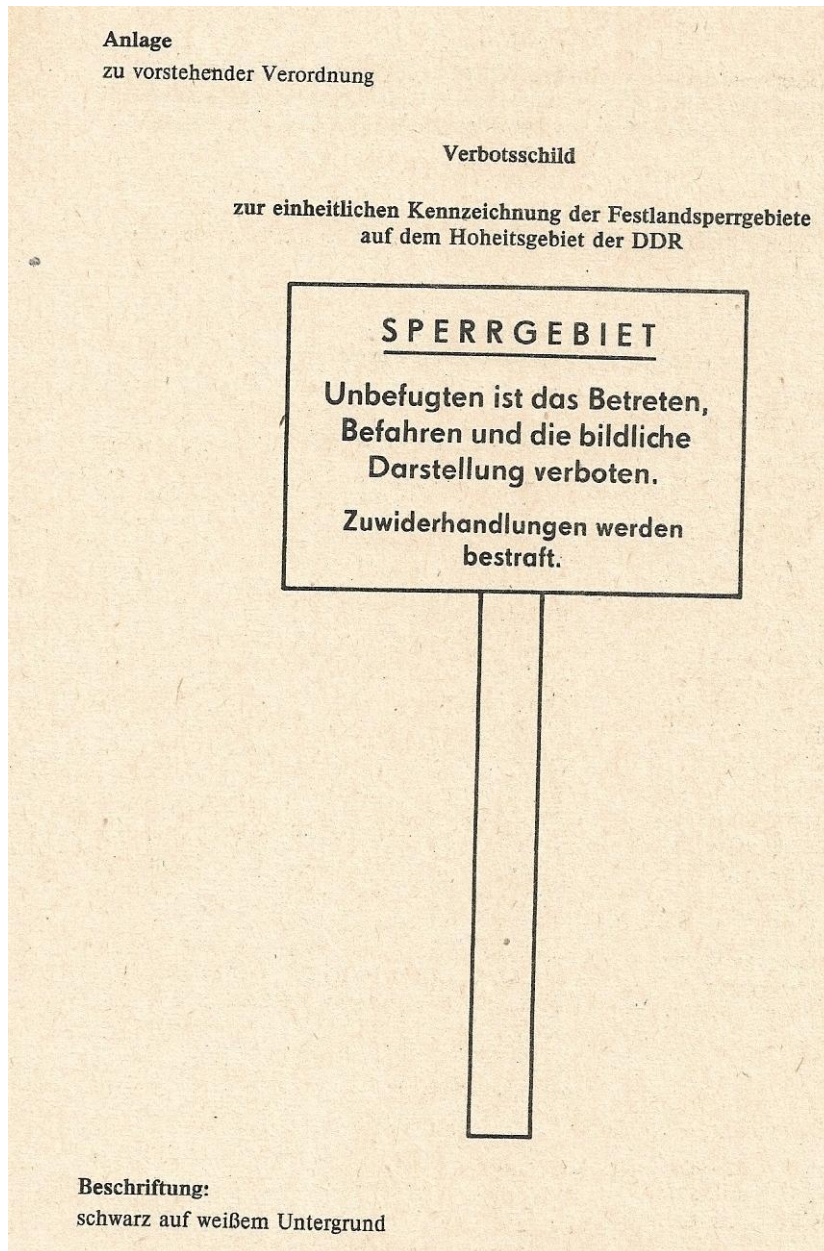 Anlage
zu vorstehender Verordnung
Verbotsschild
zur einheitlichen Kennzeichnung der Festlandsperrgebiete
auf dem Hoheitsgebiet der DDR
SPERRGEBIET
Unbefugten ist das Betreten,
Befahren und die bildliche
Darstellung verboten.
Zuwiderhandlungen werden
bestraft.
Beschriftung:
schwarz auf weißem Untergrund